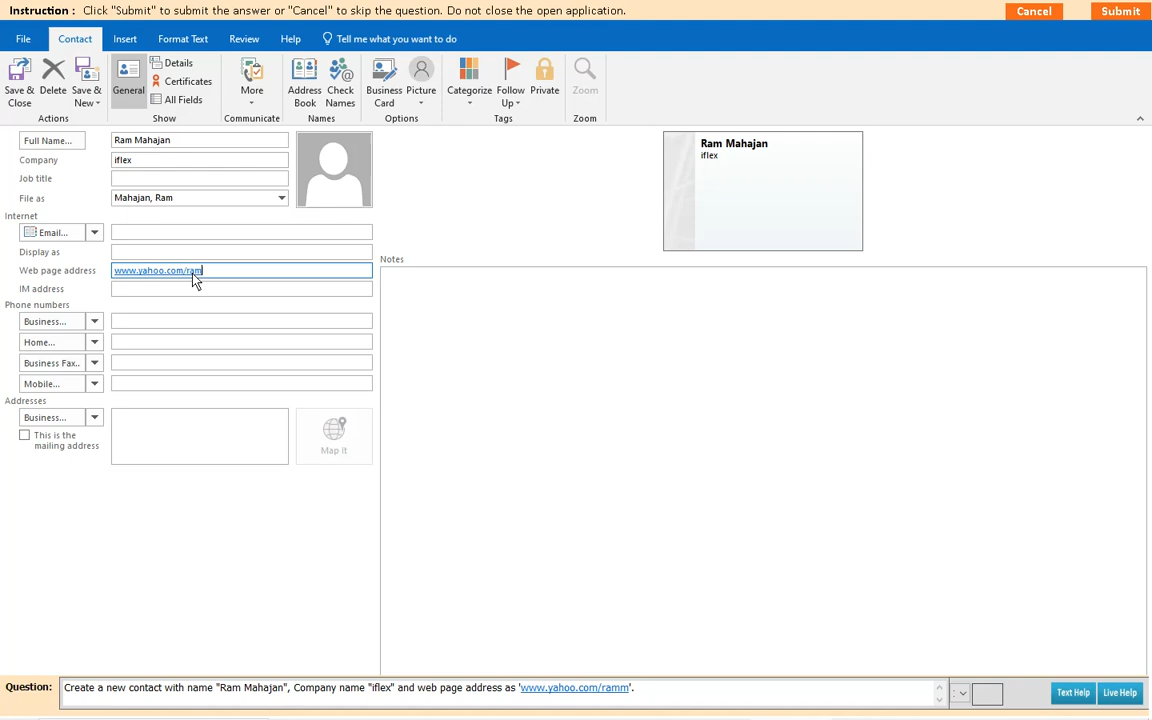 Instruction : Click "Submit" to submit the answer or "Cancel" to skip the question. Do not close the open application. Cancel Submit
File Contact Insert Format Text Review Help Tell me what you want to do
Save & Close
Delete
Save & New
General
Details
Certificates
All Fields
More
Address Book
Check Names
Business Card
Picture
Categorize
Follow Up
Private
Zoom
Actions Show Communicate Names Options Tags Zoom
Full Name... Ram Mahajan
Company iflex
Job title
File as Mahajan, Ram
Internet
Email...
Display as
Web page address www.yahoo.com/ram
IM address
Phone numbers
Business...
Home...
Business Fax..
Mobile...
Addresses
Business...
This is the
mailing address
Map It
Ram Mahajan
iflex
Notes
Question: Create a new contact with name "Ram Mahajan", Company name "iflex" and web page address as 'www.yahoo.com/ramm'.
Text Help Live Help